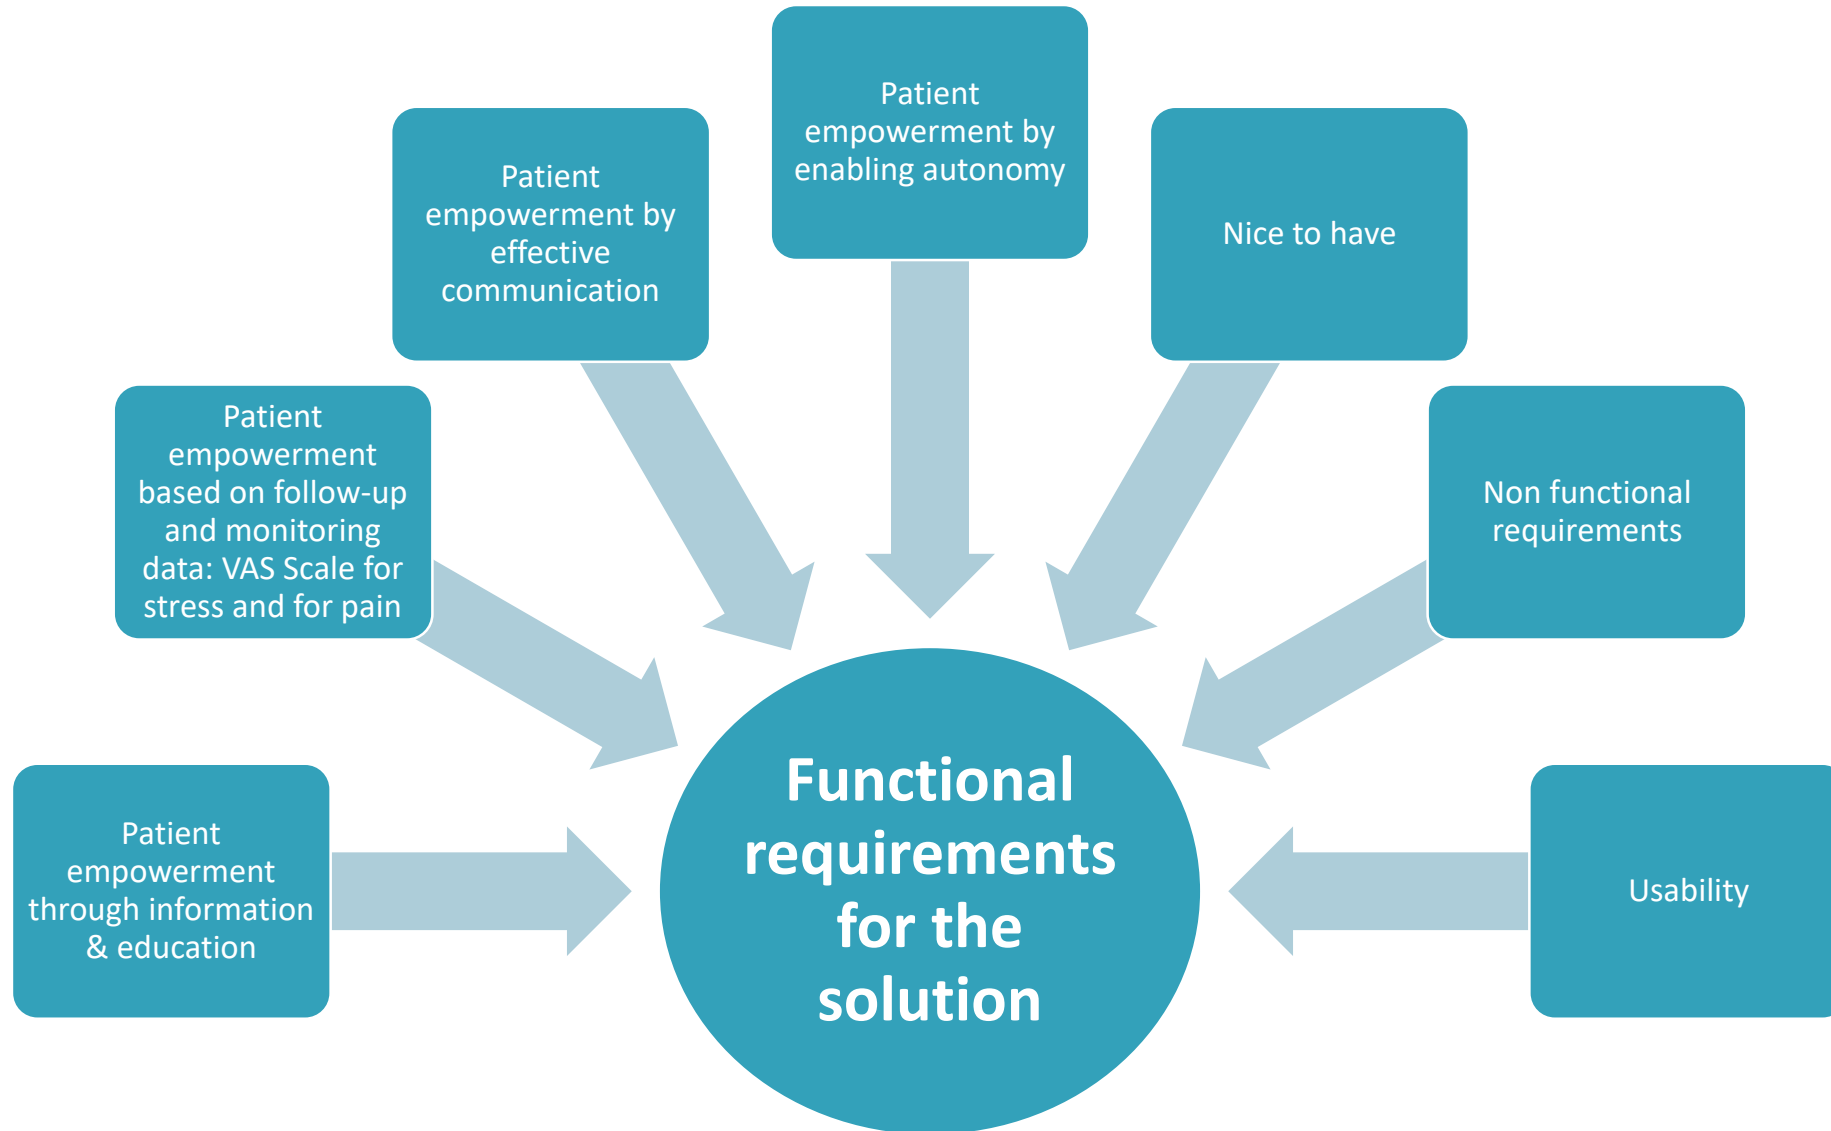 Patient
empowerment by
enabling autonomy
Patient
empowerment by
effective
communication
Nice to have
Patient
empowerment
based on follow-up
and monitoring
data: VAS Scale for
stress and for pain
Non functional
requirements
Patient
empowerment
through information
& education
Functional
requirements
for the
solution
Usability